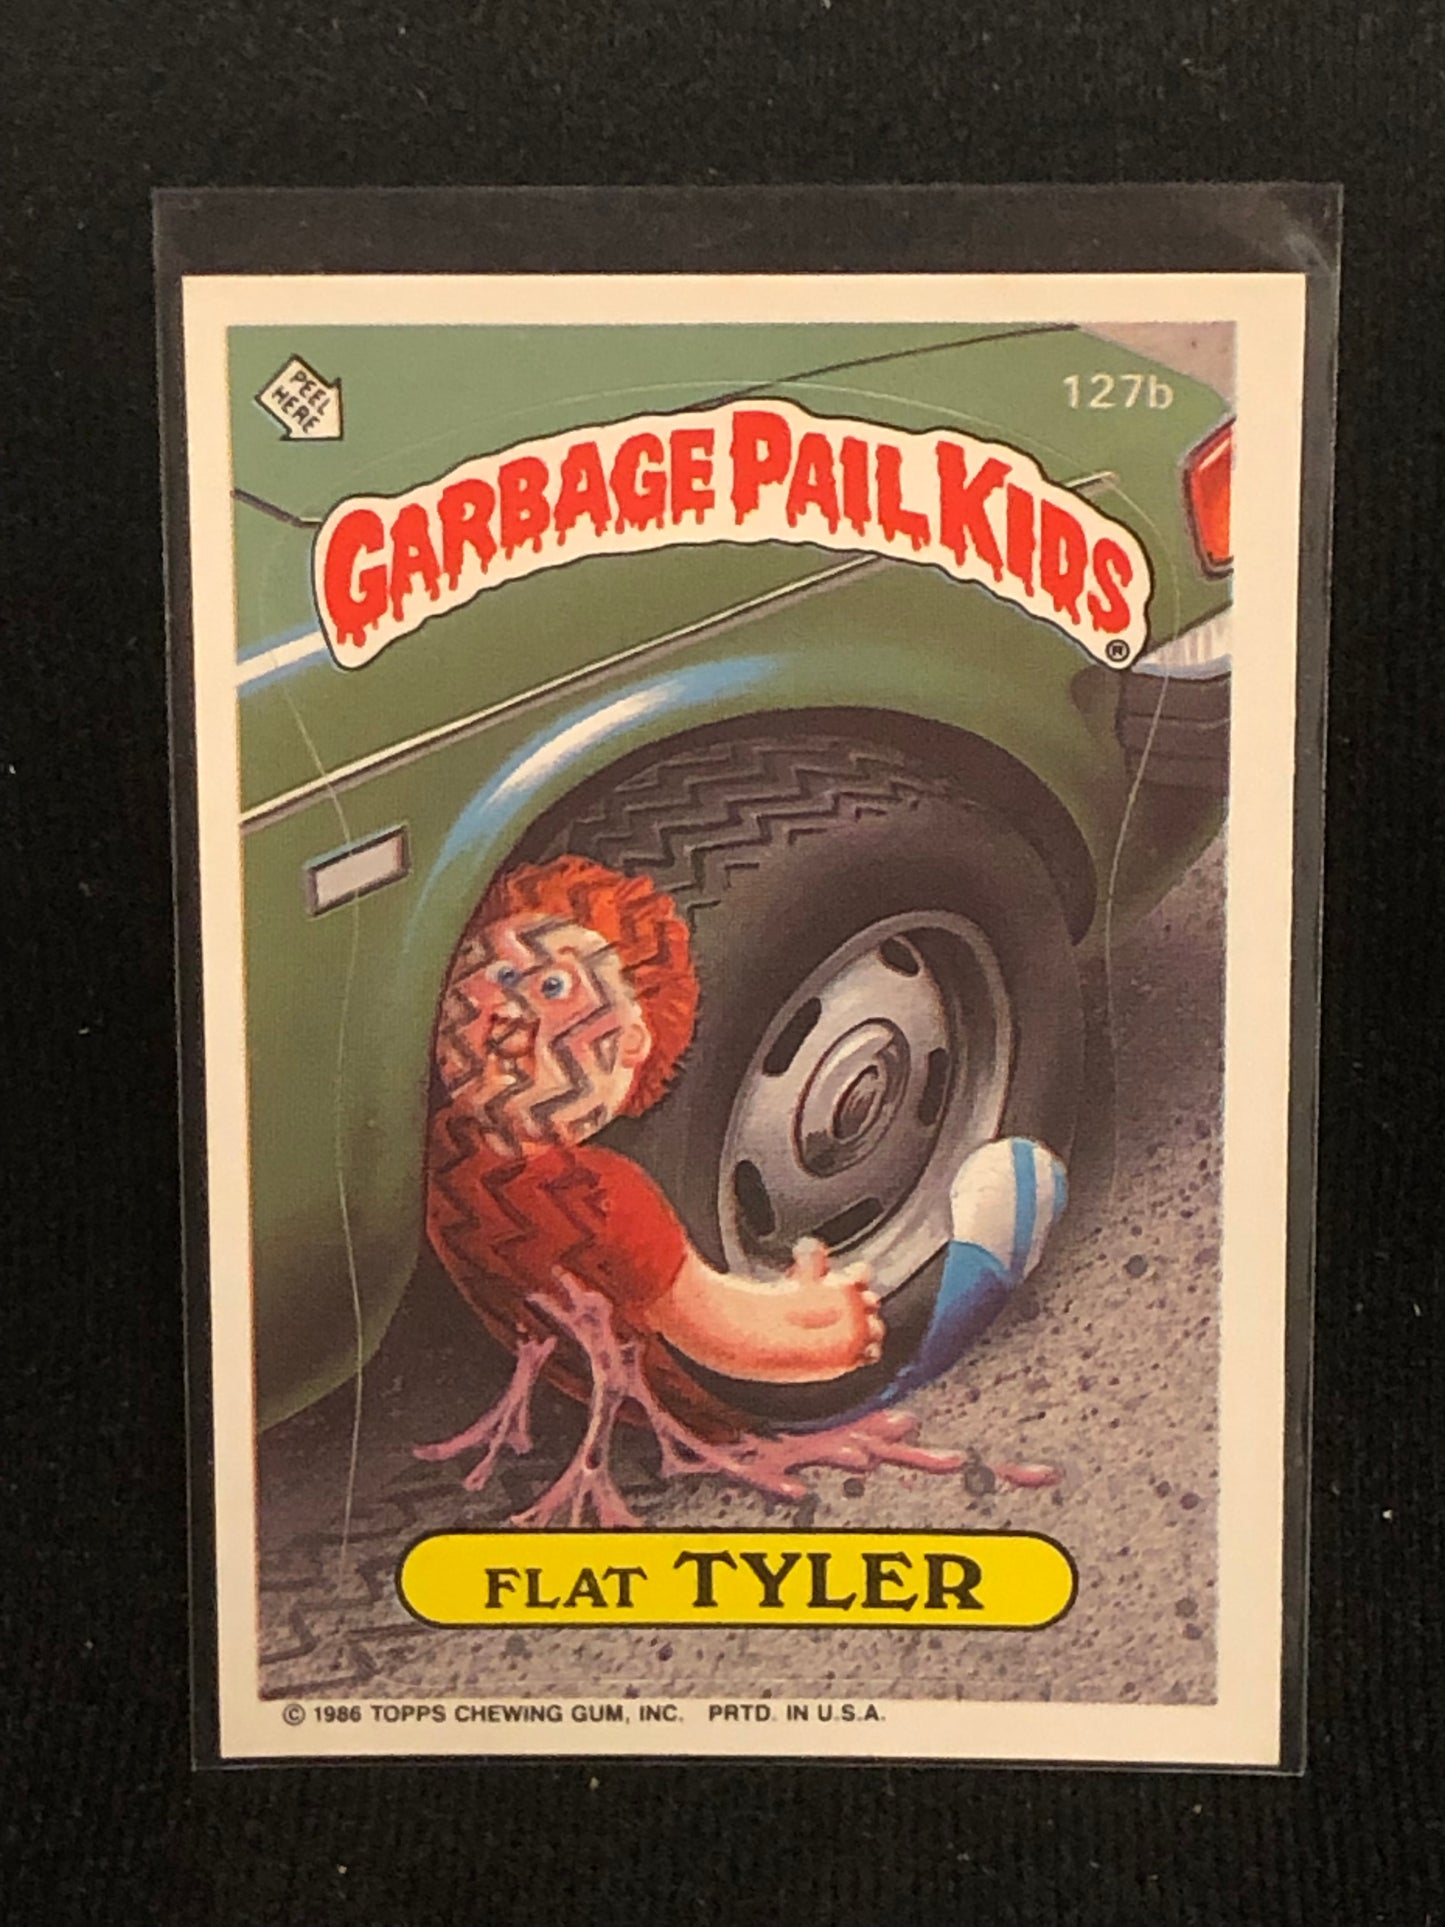 PEEL
HERE
127b
GARBAGE PAIL KIDS ®
FLAT TYLER
© 1986 TOPPS CHEWING GUM, INC. PRTD. IN U.S.A.